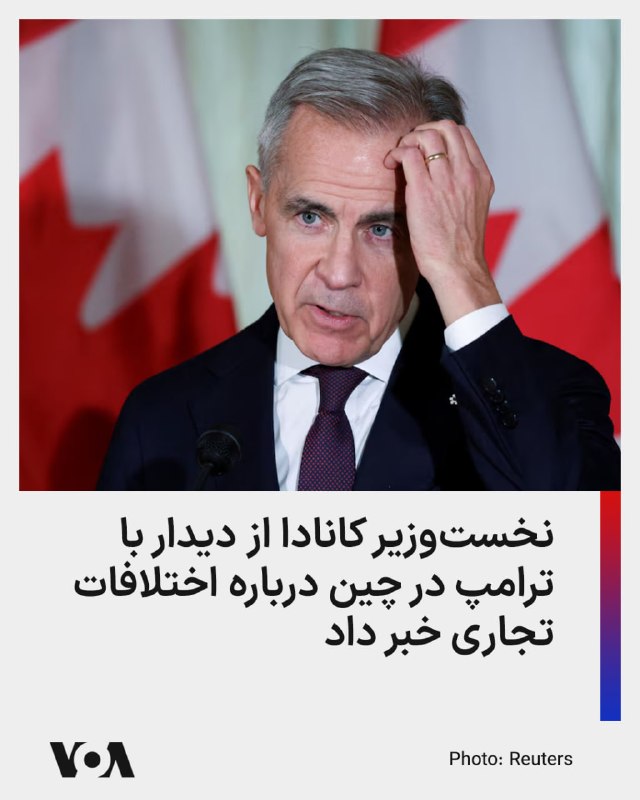 نخست‌وزیر کانادا از دیدار با
ترامپ در چین درباره اختلافات
تجاری خبر داد
VOA
Photo: Reuters